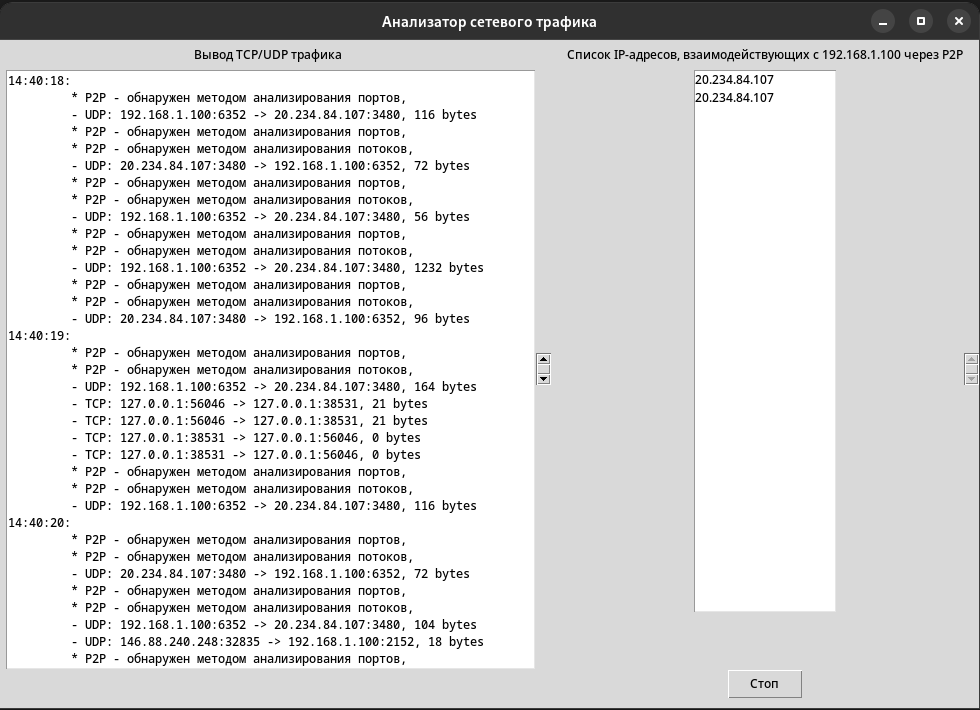 Анализатор сетевого трафика
Вывод TCP/UDP трафика
14:40:18:
* P2P - обнаружен методом анализирования портов,
- UDP: 192.168.1.100:6352 -> 20.234.84.107:3480, 116 bytes
* P2P - обнаружен методом анализирования портов,
* P2P - обнаружен методом анализирования потоков,
- UDP: 20.234.84.107:3480 -> 192.168.1.100:6352, 72 bytes
* P2P - обнаружен методом анализирования портов,
* P2P - обнаружен методом анализирования потоков,
- UDP: 192.168.1.100:6352 -> 20.234.84.107:3480, 56 bytes
* P2P - обнаружен методом анализирования портов,
* P2P - обнаружен методом анализирования потоков,
- UDP: 192.168.1.100:6352 -> 20.234.84.107:3480, 1232 bytes
* P2P - обнаружен методом анализирования портов,
* P2P - обнаружен методом анализирования потоков,
- UDP: 20.234.84.107:3480 -> 192.168.1.100:6352, 96 bytes
14:40:19:
* P2P - обнаружен методом анализирования портов,
* P2P - обнаружен методом анализирования потоков,
- UDP: 192.168.1.100:6352 -> 20.234.84.107:3480, 164 bytes
- TCP: 127.0.0.1:56046 -> 127.0.0.1:38531, 21 bytes
- TCP: 127.0.0.1:56046 -> 127.0.0.1:38531, 21 bytes
- TCP: 127.0.0.1:38531 -> 127.0.0.1:56046, 0 bytes
- TCP: 127.0.0.1:38531 -> 127.0.0.1:56046, 0 bytes
* P2P - обнаружен методом анализирования портов,
* P2P - обнаружен методом анализирования потоков,
- UDP: 192.168.1.100:6352 -> 20.234.84.107:3480, 116 bytes
14:40:20:
* P2P - обнаружен методом анализирования портов,
* P2P - обнаружен методом анализирования потоков,
- UDP: 20.234.84.107:3480 -> 192.168.1.100:6352, 72 bytes
* P2P - обнаружен методом анализирования портов,
* P2P - обнаружен методом анализирования потоков,
- UDP: 192.168.1.100:6352 -> 20.234.84.107:3480, 104 bytes
- UDP: 146.88.240.248:32835 -> 192.168.1.100:2152, 18 bytes
* P2P - обнаружен методом анализирования портов,
Список IP-адресов, взаимодействующих с 192.168.1.100 через P2P
20.234.84.107
20.234.84.107
Стоп